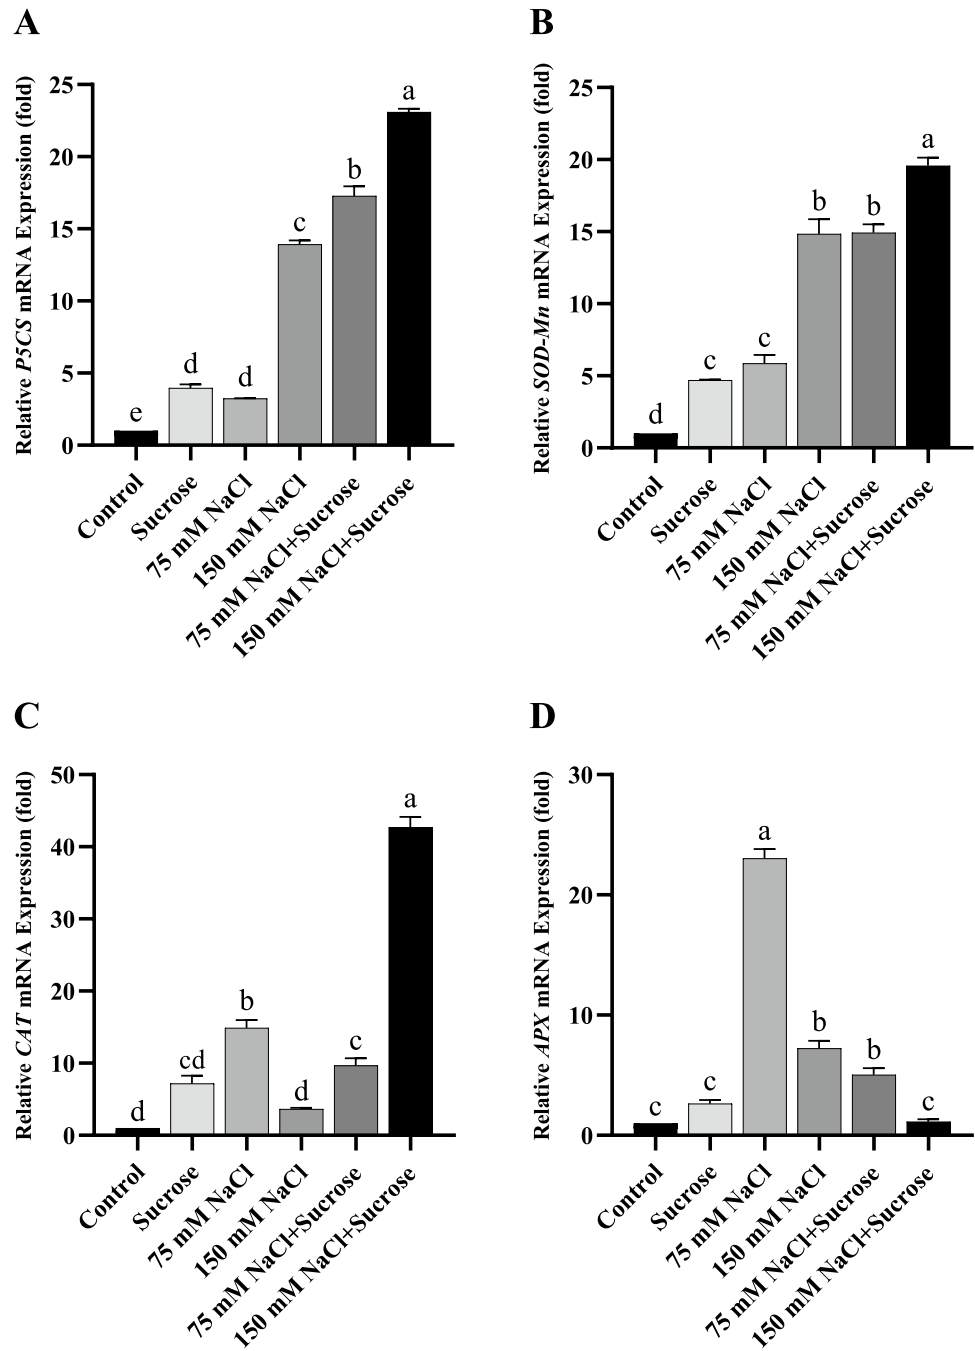 A
Relative P5CS mRNA Expression (fold)
25
20
15
10
5
0
e
d
d
c
b
a
Control
Sucrose
75 mM NaCl
150 mM NaCl
75 mM NaCl+Sucrose
150 mM NaCl+Sucrose
B
Relative SOD-Mn mRNA Expression (fold)
25
20
15
10
5
0
d
c
c
b
b
a
Control
Sucrose
75 mM NaCl
150 mM NaCl
75 mM NaCl+Sucrose
150 mM NaCl+Sucrose
C
Relative CAT mRNA Expression (fold)
50
40
30
20
10
0
d
cd
b
d
c
a
Control
Sucrose
75 mM NaCl
150 mM NaCl
75 mM NaCl+Sucrose
150 mM NaCl+Sucrose
D
Relative APX mRNA Expression (fold)
30
20
10
0
c
c
a
b
b
c
Control
Sucrose
75 mM NaCl
150 mM NaCl
75 mM NaCl+Sucrose
150 mM NaCl+Sucrose